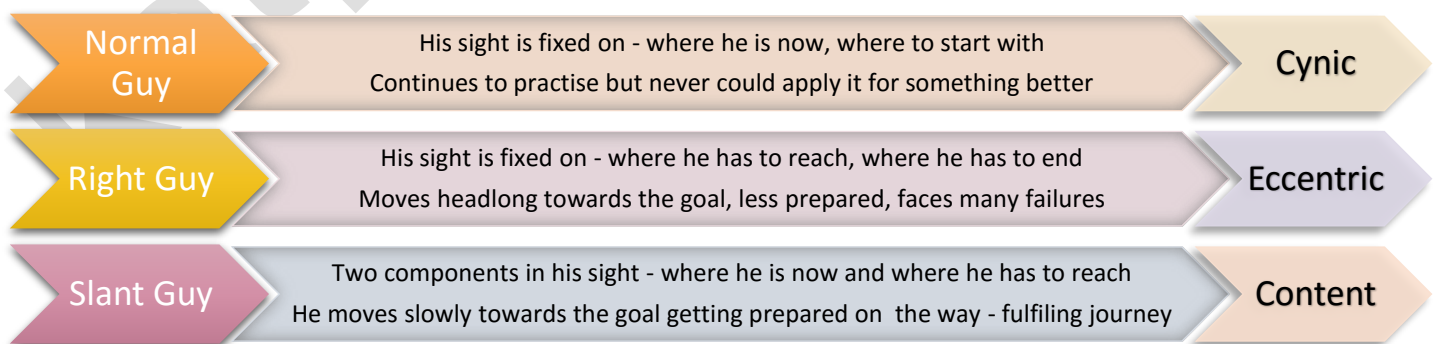 Normal
Guy
His sight is fixed on - where he is now, where to start with
Continues to practise but never could apply it for something better
Cynic
Right Guy
His sight is fixed on - where he has to reach, where he has to end
Moves headlong towards the goal, less prepared, faces many failures
Eccentric
Slant Guy
Two components in his sight - where he is now and where he has to reach
He moves slowly towards the goal getting prepared on  the way - fulfiling journey
Content